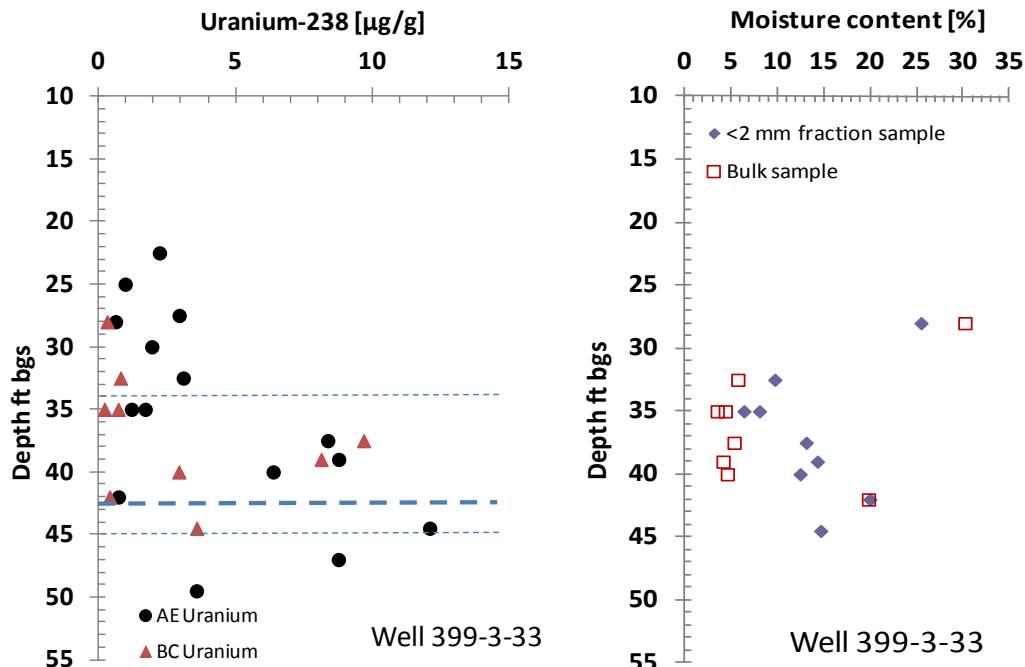 Uranium-238 [µg/g]
0 5 10 15
10
15
20
25
30
35
40
45
50
55
Depth ft bgs
AE Uranium
BC Uranium
Well 399-3-33
Moisture content [%]
0 5 10 15 20 25 30 35
10
15
20
25
30
35
40
45
50
55
Depth ft bgs
<2 mm fraction sample
Bulk sample
Well 399-3-33